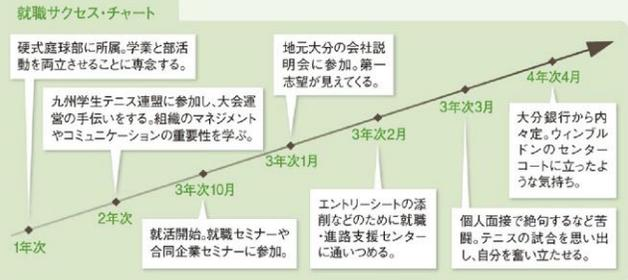 就職サクセス・チャート
硬式庭球部に所属。学業と部活
動を両立させることに専念する。
1年次
九州学生テニス連盟に参加し、大会運
営の手伝いをする。組織のマネジメント
やコミュニケーションの重要性を学ぶ。
2年次
3年次10月
就活開始。就職セミナーや
合同企業セミナーに参加。
地元大分の会社説
明会に参加。第一
志望が見えてくる。
3年次1月
3年次2月
エントリーシートの添
削などのために就職
・進路支援センター
に通いつめる。
3年次3月
個人面接で絶句するなど苦
闘。テニスの試合を思い出
し、自分を奮い立たせる。
4年次4月
大分銀行から内
々定。ウィンブル
ドンのセンター
コートに立ったよ
うな気持ち。